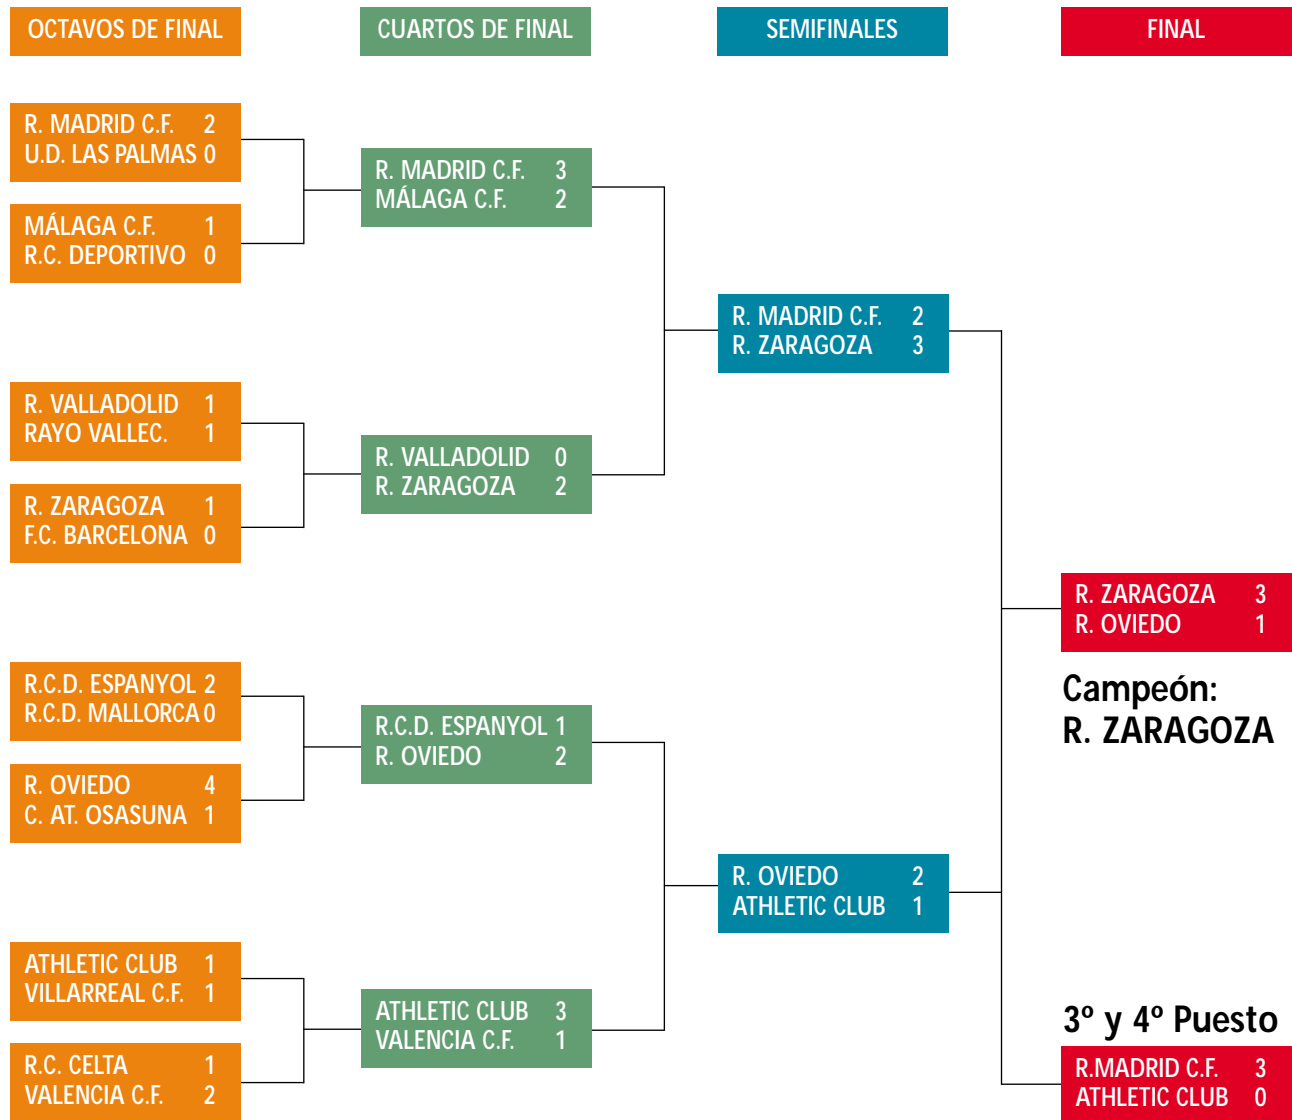 OCTAVOS DE FINAL
CUARTOS DE FINAL
SEMIFINALES
FINAL
R. MADRID C.F. 2
U.D. LAS PALMAS 0
MÁLAGA C.F. 1
R.C. DEPORTIVO 0
R. VALLADOLID 1
RAYO VALLEC. 1
R. ZARAGOZA 1
F.C. BARCELONA 0
R.C.D. ESPANYOL 2
R.C.D. MALLORCA 0
R. OVIEDO 4
C. AT. OSASUNA 1
ATHLETIC CLUB 1
VILLARREAL C.F. 1
R.C. CELTA 1
VALENCIA C.F. 2
R. MADRID C.F. 3
MÁLAGA C.F. 2
R. VALLADOLID 0
R. ZARAGOZA 2
R.C.D. ESPANYOL 1
R. OVIEDO 2
ATHLETIC CLUB 3
VALENCIA C.F. 1
R. MADRID C.F. 2
R. ZARAGOZA 3
R. OVIEDO 2
ATHLETIC CLUB 1
R. ZARAGOZA 3
R. OVIEDO 1
Campeón:
R. ZARAGOZA
3º y 4º Puesto
R.MADRID C.F. 3
ATHLETIC CLUB 0